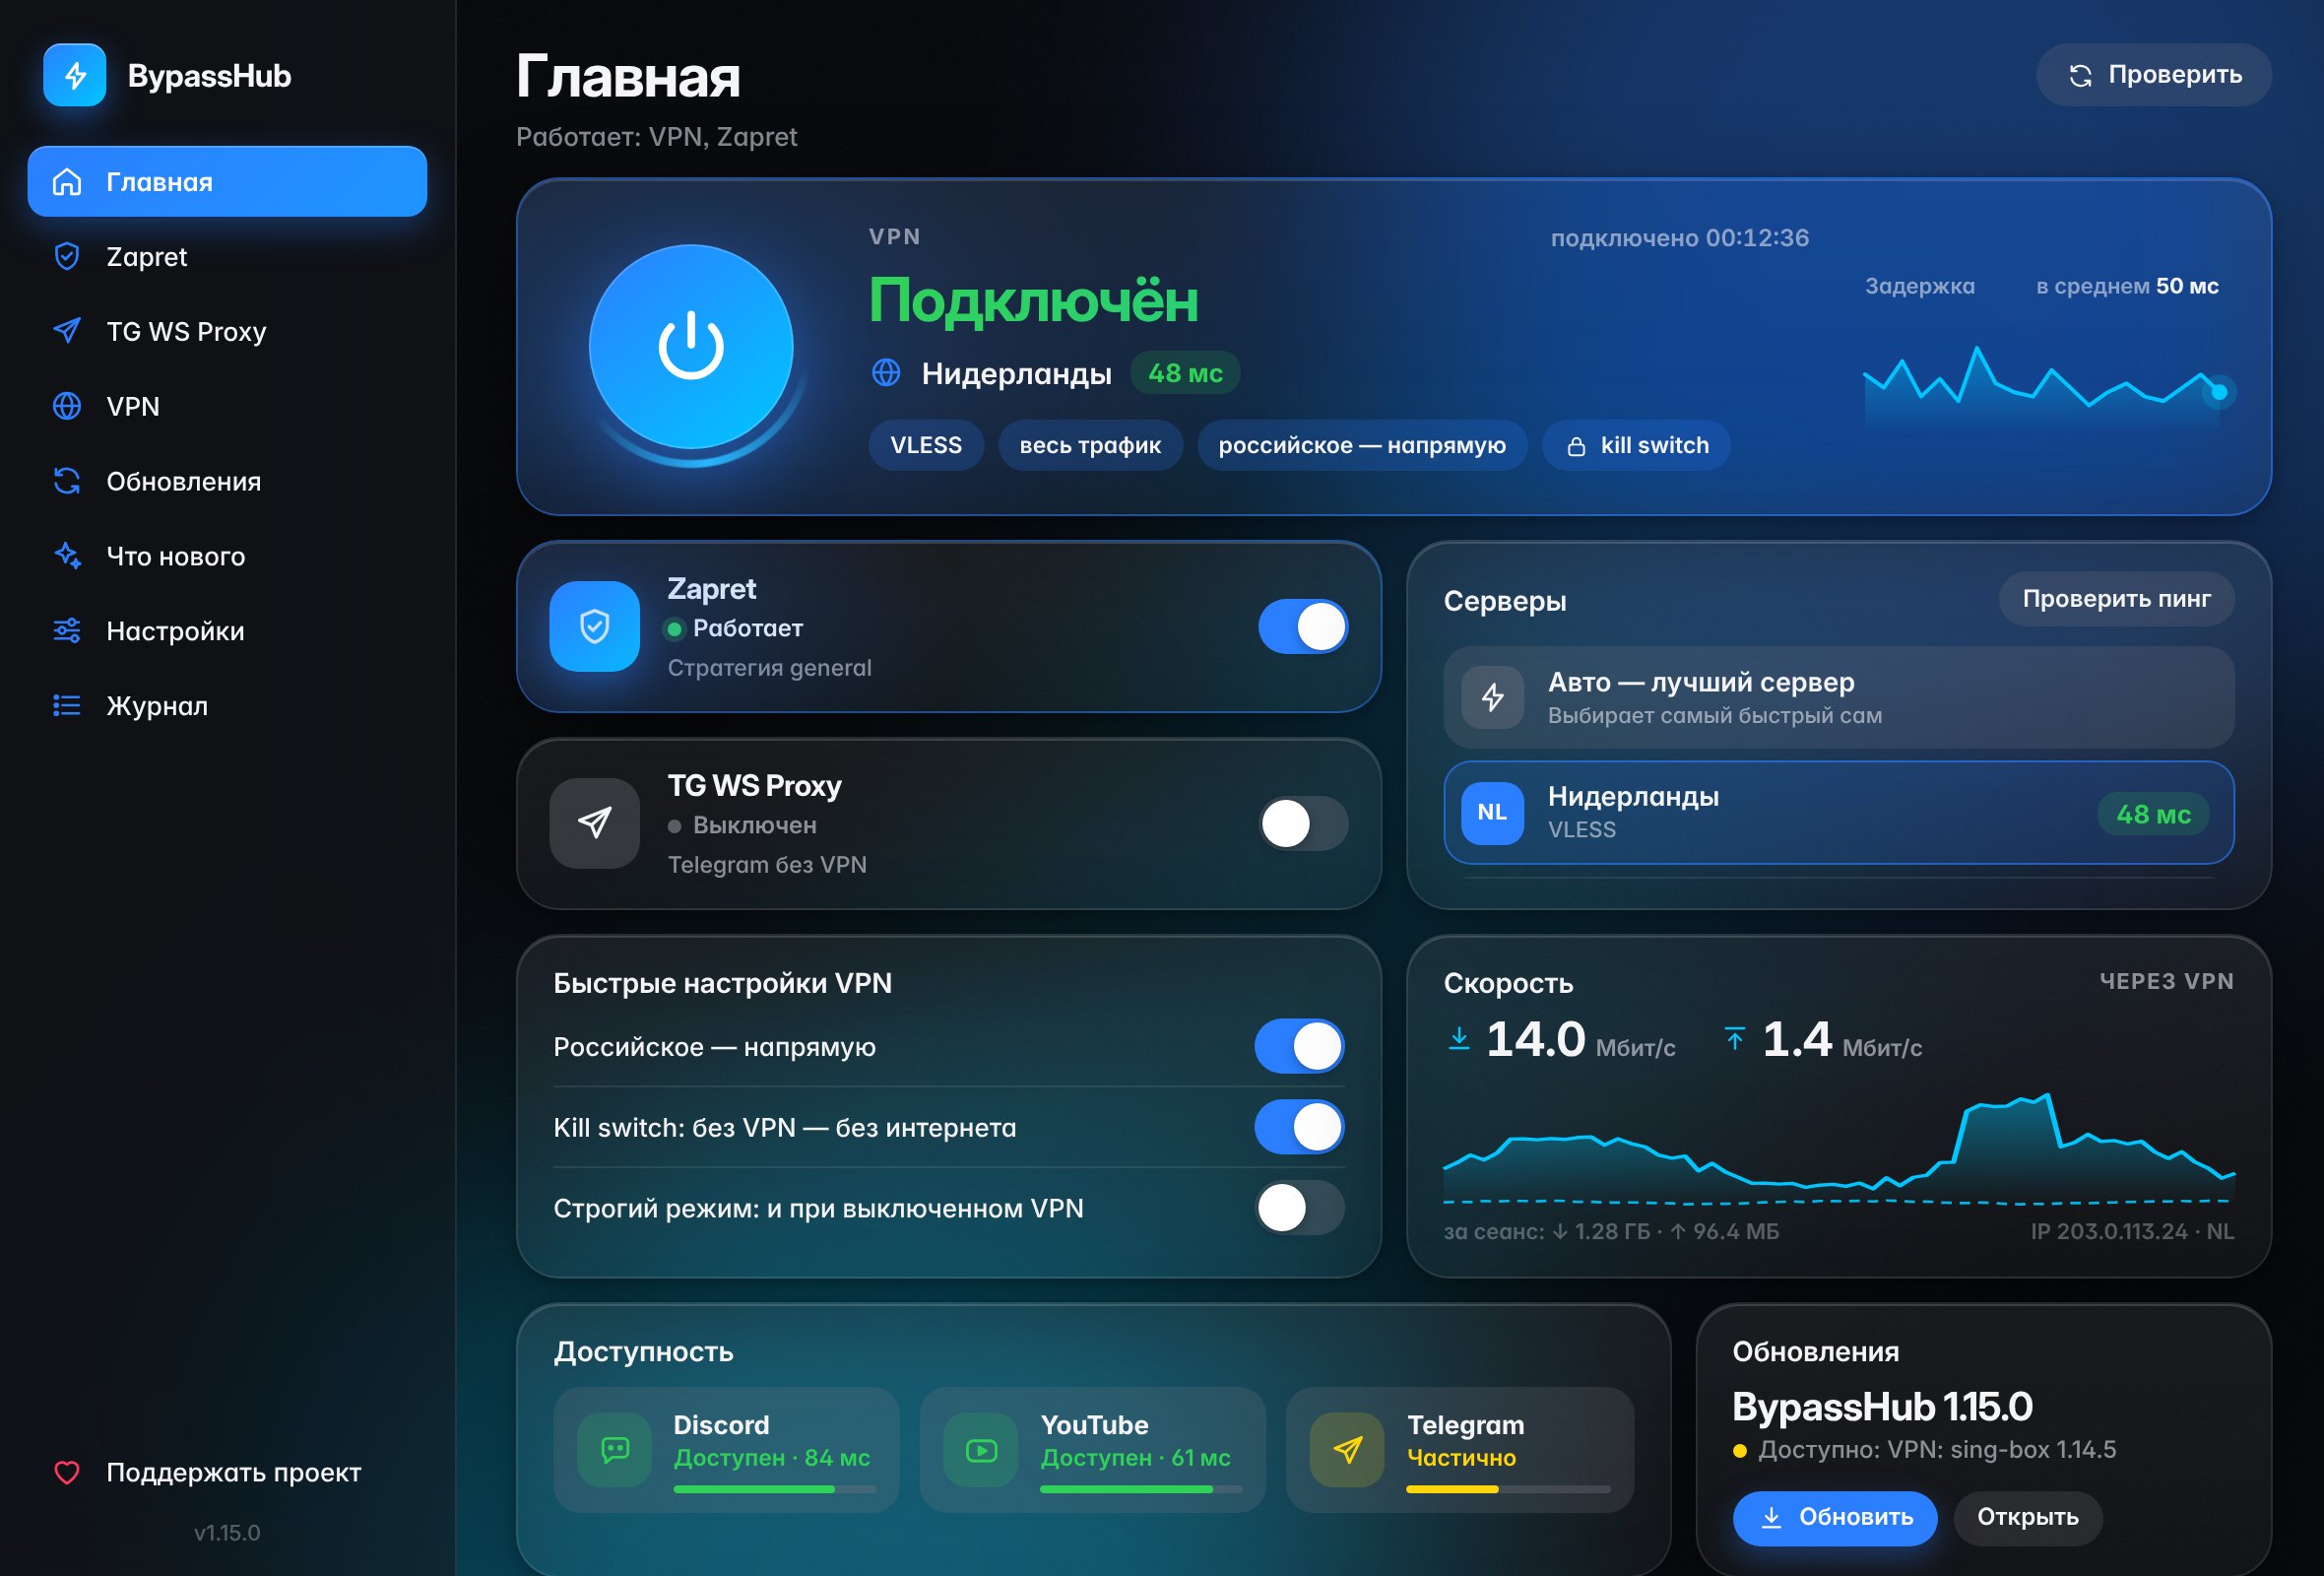 BypassHub
Главная
Zapret
TG WS Proxy
VPN
Обновления
Что нового
Настройки
Журнал
Поддержать проект
v1.15.0
Главная
Проверить
Работает: VPN, Zapret
VPN
подключено 00:12:36
Подключён
Нидерланды 48 мс
VLESS весь трафик российское — напрямую kill switch
Задержка в среднем 50 мс
Zapret
Работает
Стратегия general
TG WS Proxy
Выключен
Telegram без VPN
Серверы Проверить пинг
Авто — лучший сервер
Выбирает самый быстрый сам
NL Нидерланды 48 мс
VLESS
Быстрые настройки VPN
Российское — напрямую
Kill switch: без VPN — без интернета
Строгий режим: и при выключенном VPN
Скорость ЧЕРЕЗ VPN
14.0 Мбит/с 1.4 Мбит/с
за сеанс: ↓ 1.28 ГБ · ↑ 96.4 МБ IP 203.0.113.24 · NL
Доступность
Discord
Доступен · 84 мс
YouTube
Доступен · 61 мс
Telegram
Частично
Обновления
BypassHub 1.15.0
Доступно: VPN: sing-box 1.14.5
Обновить Открыть